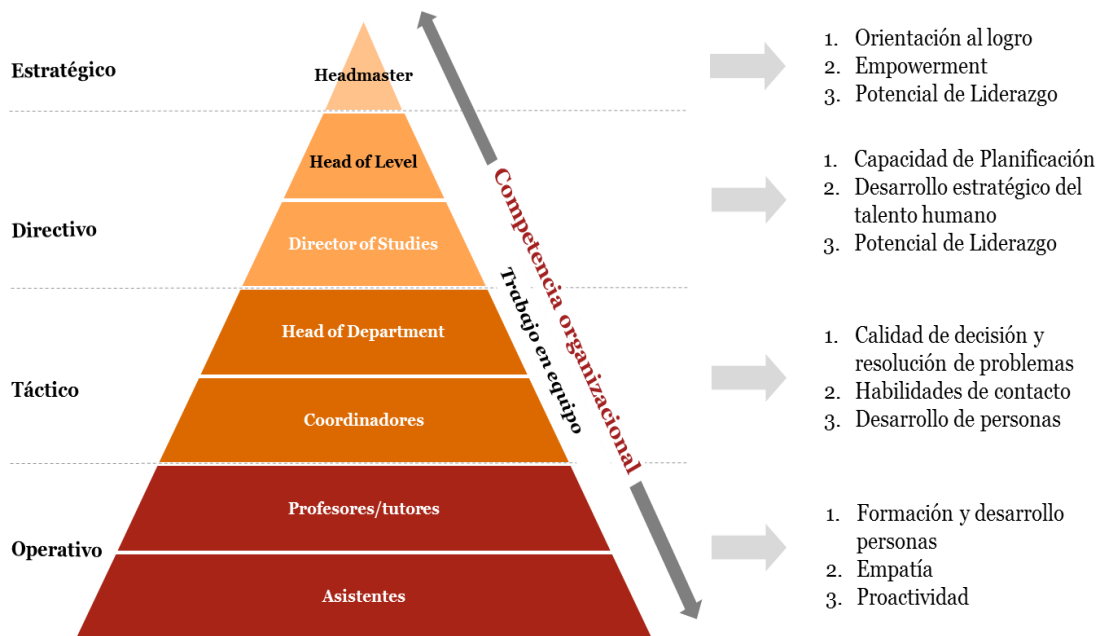 Estratégico
Headmaster
1. Orientación al logro
2. Empowerment
3. Potencial de Liderazgo
Directivo
Head of Level
Director of Studies
1. Capacidad de Planificación
2. Desarrollo estratégico del
talento humano
3. Potencial de Liderazgo
Competencia organizacional
Trabajo en equipo
Táctico
Head of Department
Coordinadores
1. Calidad de decisión y
resolución de problemas
2. Habilidades de contacto
3. Desarrollo de personas
Operativo
Profesores/tutores
Asistentes
1. Formación y desarrollo
personas
2. Empatía
3. Proactividad